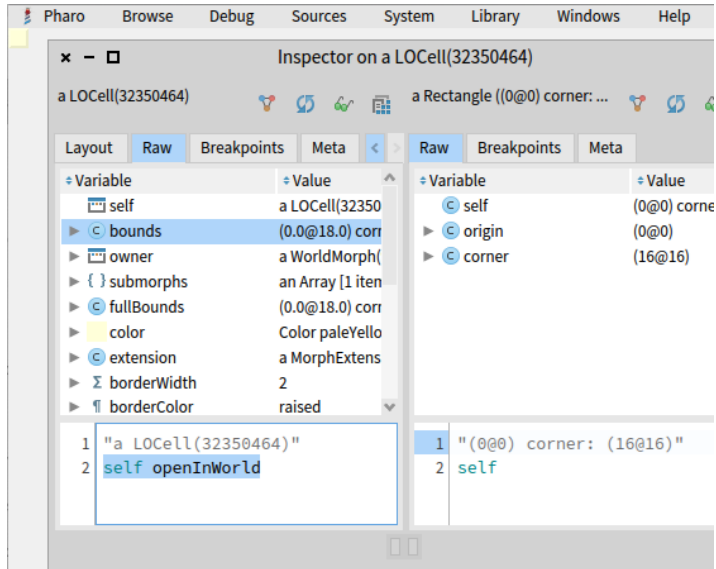 Pharo Browse Debug Sources System Library Windows Help
Inspector on a LOCell(32350464)
a LOCell(32350464)
a Rectangle ((0@0) corner: ...
Layout Raw Breakpoints Meta
Raw Breakpoints Meta
Variable Value
self a LOCell(32350
bounds (0.0@18.0) corr
owner a WorldMorph(
{ } submorphs an Array [1 item
fullBounds (0.0@18.0) corr
color Color paleYello
extension a MorphExtens
Σ borderWidth 2
¶ borderColor raised
Variable Value
self (0@0) corne
origin (0@0)
corner (16@16)
1 "a LOCell(32350464)"
2 self openInWorld
1 "(0@0) corner: (16@16)"
2 self